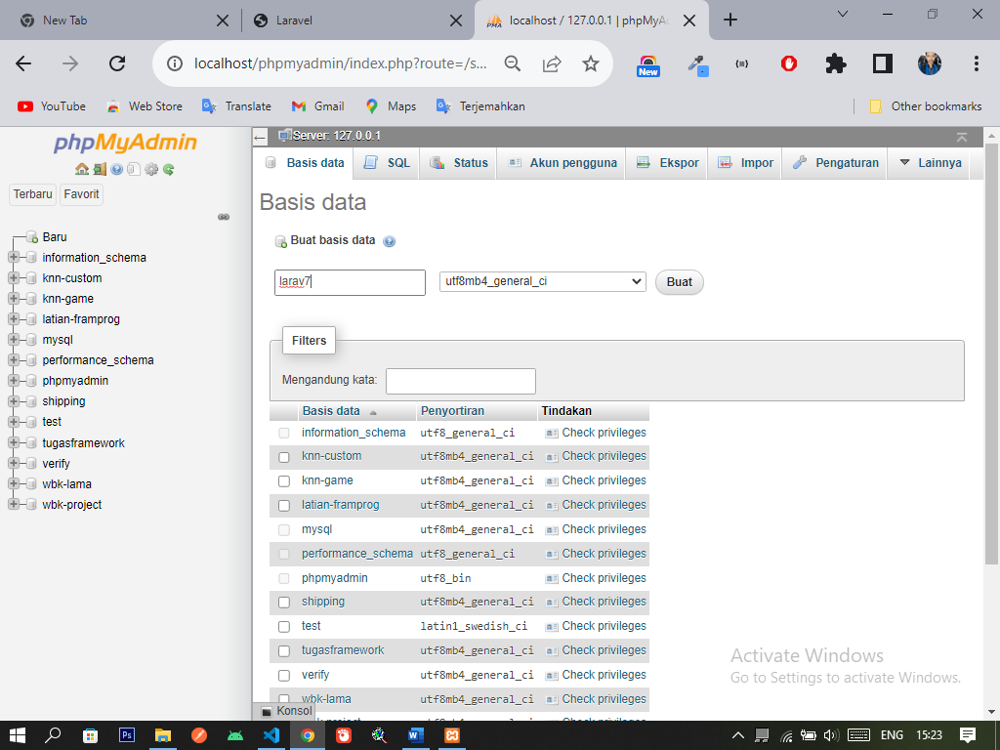 New Tab
Laravel
localhost / 127.0.0.1 | phpMyAd
localhost/phpmyadmin/index.php?route=/s...
New
YouTube
Web Store
Translate
Gmail
Maps
Terjemahkan
Other bookmarks
phpMyAdmin
Terbaru
Favorit
Baru
information_schema
knn-custom
knn-game
latian-framprog
mysql
performance_schema
phpmyadmin
shipping
test
tugasframework
verify
wbk-lama
wbk-project
Server: 127.0.0.1
Basis data SQL Status Akun pengguna Ekspor Impor Pengaturan Lainnya
Basis data
Buat basis data
larav7 utf8mb4_general_ci Buat
Filters
Mengandung kata:
Basis data Penyortiran Tindakan
information_schema utf8_general_ci Check privileges
knn-custom utf8mb4_general_ci Check privileges
knn-game utf8mb4_general_ci Check privileges
latian-framprog utf8mb4_general_ci Check privileges
mysql utf8mb4_general_ci Check privileges
performance_schema utf8_general_ci Check privileges
phpmyadmin utf8_bin Check privileges
shipping utf8mb4_general_ci Check privileges
test latin1_swedish_ci Check privileges
tugasframework utf8mb4_general_ci Check privileges
verify utf8mb4_general_ci Check privileges
wbk-lama utf8mb4_general_ci Check privileges
Konsol
Activate Windows
Go to Settings to activate Windows.
ENG 15:23